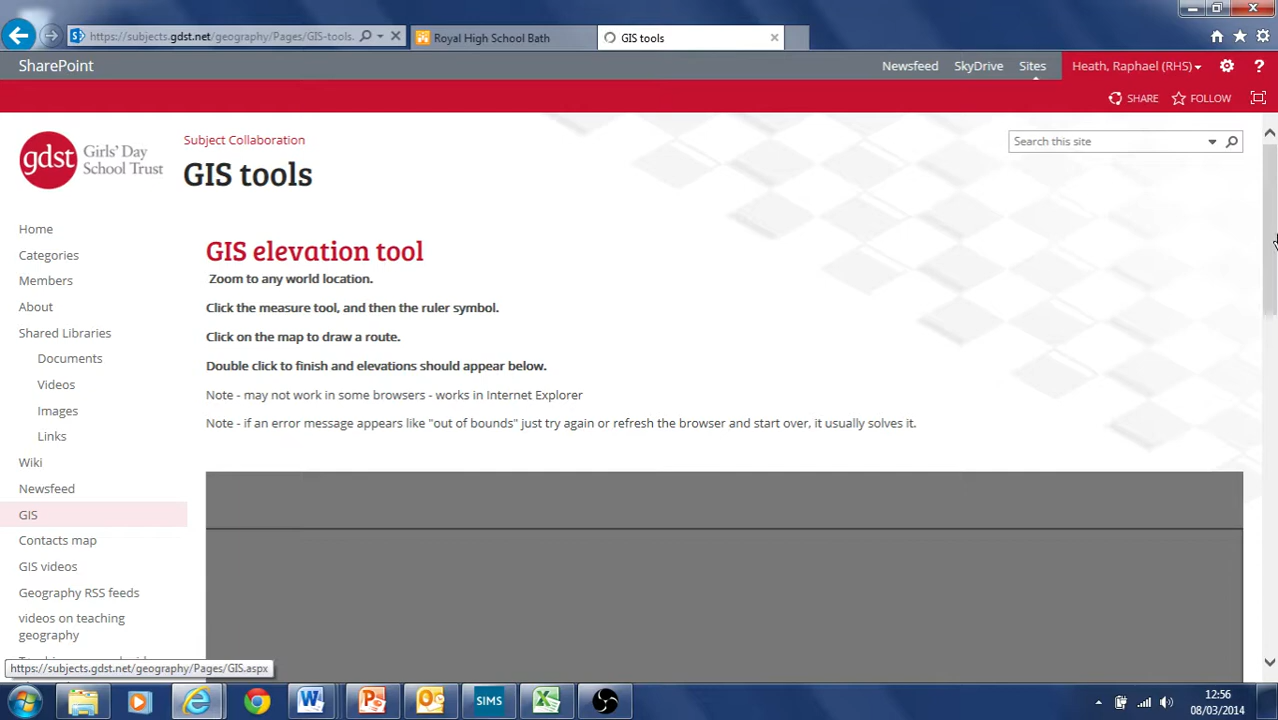 https://subjects.gdst.net/geography/Pages/GIS-tools.
Royal High School Bath
GIS tools
SharePoint
Newsfeed
SkyDrive
Sites
Heath, Raphael (RHS)
?
SHARE
FOLLOW
gdst
Girls' Day
School Trust
Subject Collaboration
GIS tools
Search this site
Home
Categories
Members
About
Shared Libraries
Documents
Videos
Images
Links
Wiki
Newsfeed
GIS
Contacts map
GIS videos
Geography RSS feeds
videos on teaching
geography
GIS elevation tool
Zoom to any world location.
Click the measure tool, and then the ruler symbol.
Click on the map to draw a route.
Double click to finish and elevations should appear below.
Note - may not work in some browsers - works in Internet Explorer
Note - if an error message appears like "out of bounds" just try again or refresh the browser and start over, it usually solves it.
https://subjects.gdst.net/geography/Pages/GIS.aspx
SIMS
12:56
08/03/2014